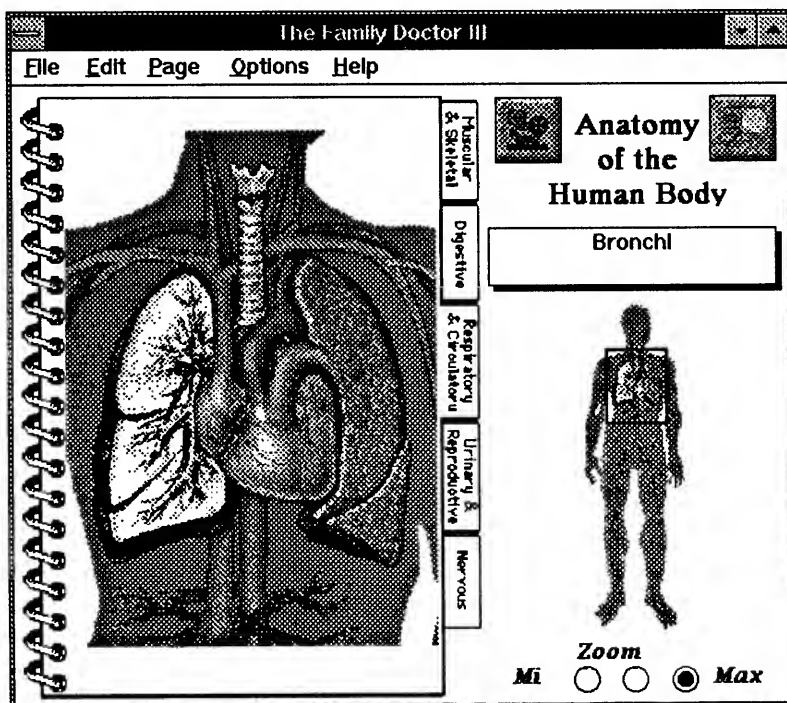 The Family Doctor III
File Edit Page Options Help
Muscular
& Skeletal
Digestive
Respiratory
& Circulatory
Urinary &
Reproductive
Nervous
Anatomy
of the
Human Body
Bronchi
Zoom
Mi Max